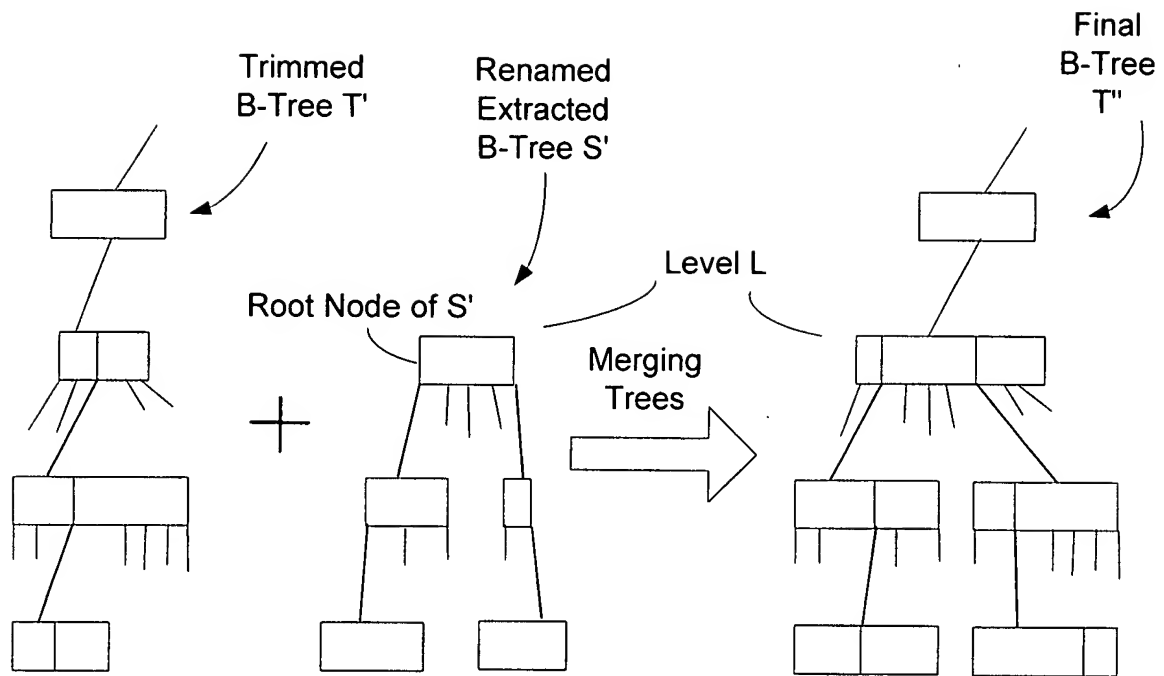 Trimmed
B-Tree T'
Renamed
Extracted
B-Tree S'
Final
B-Tree
T"
Level L
Root Node of S'
Merging
Trees